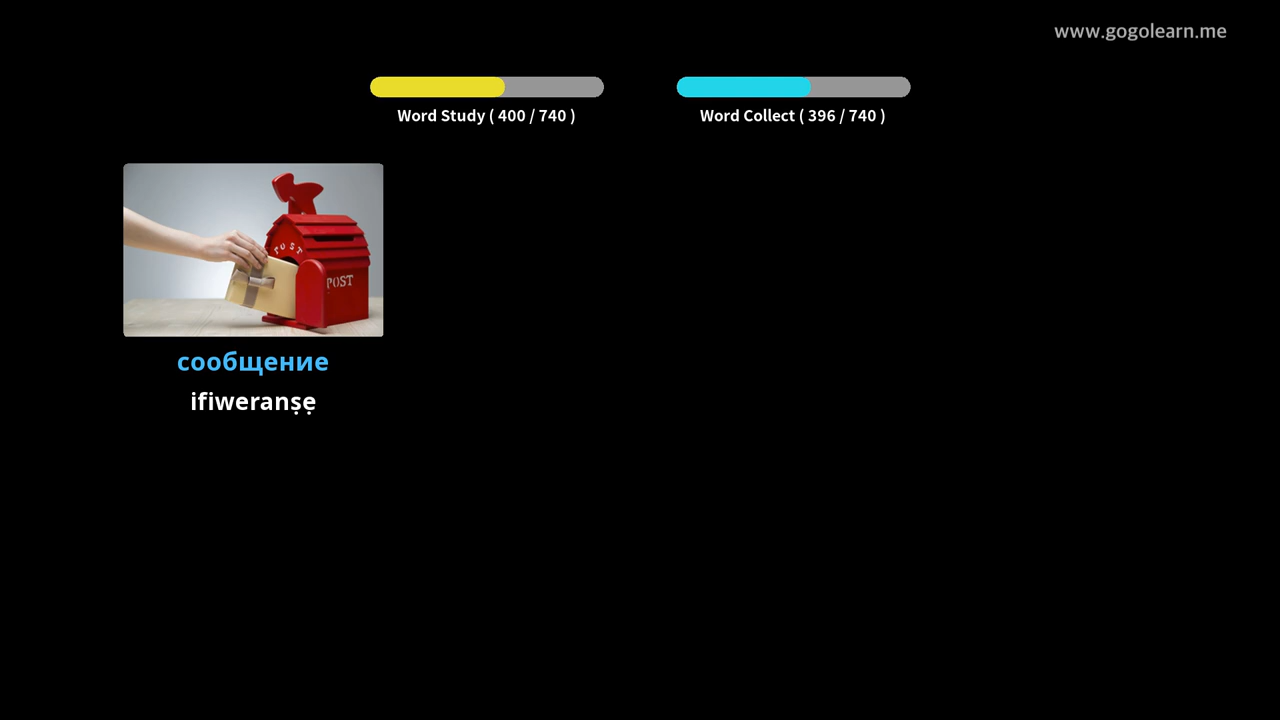 www.gogolearn.me
Word Study ( 400 / 740 )
Word Collect ( 396 / 740 )
POST
POST
сообщение
ifiweranṣẹ